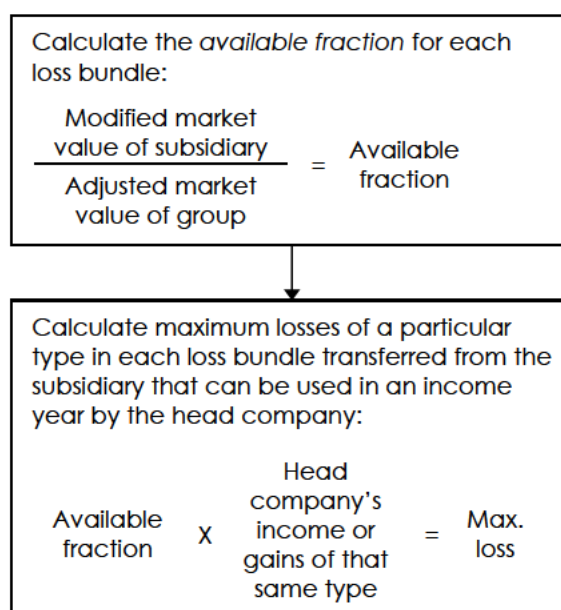 Calculate the available fraction for each
loss bundle:
Modified market
value of subsidiary
Adjusted market
value of group
=
Available
fraction
Calculate maximum losses of a particular
type in each loss bundle transferred from the
subsidiary that can be used in an income
year by the head company:
Available
fraction
X
Head
company's
income or
gains of that
same type
=
Max.
loss